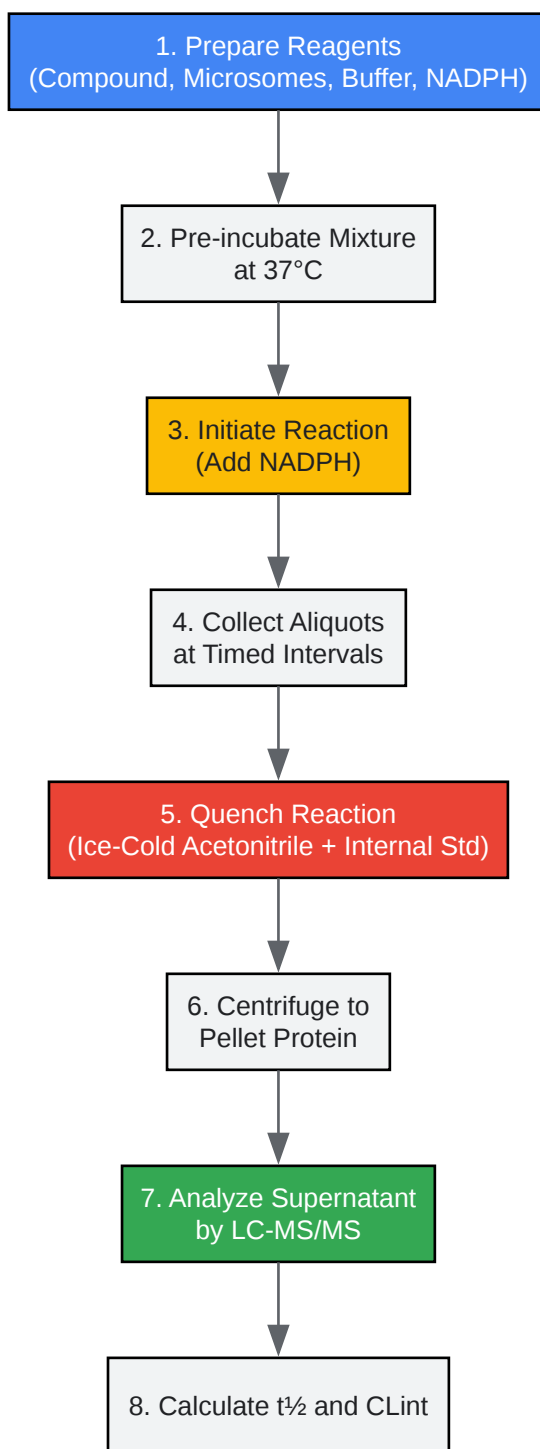 1. Prepare Reagents
(Compound, Microsomes, Buffer, NADPH)
2. Pre-incubate Mixture
at 37°C
3. Initiate Reaction
(Add NADPH)
4. Collect Aliquots
at Timed Intervals
5. Quench Reaction
(Ice-Cold Acetonitrile + Internal Std)
6. Centrifuge to
Pellet Protein
7. Analyze Supernatant
by LC-MS/MS
8. Calculate t½ and CLint